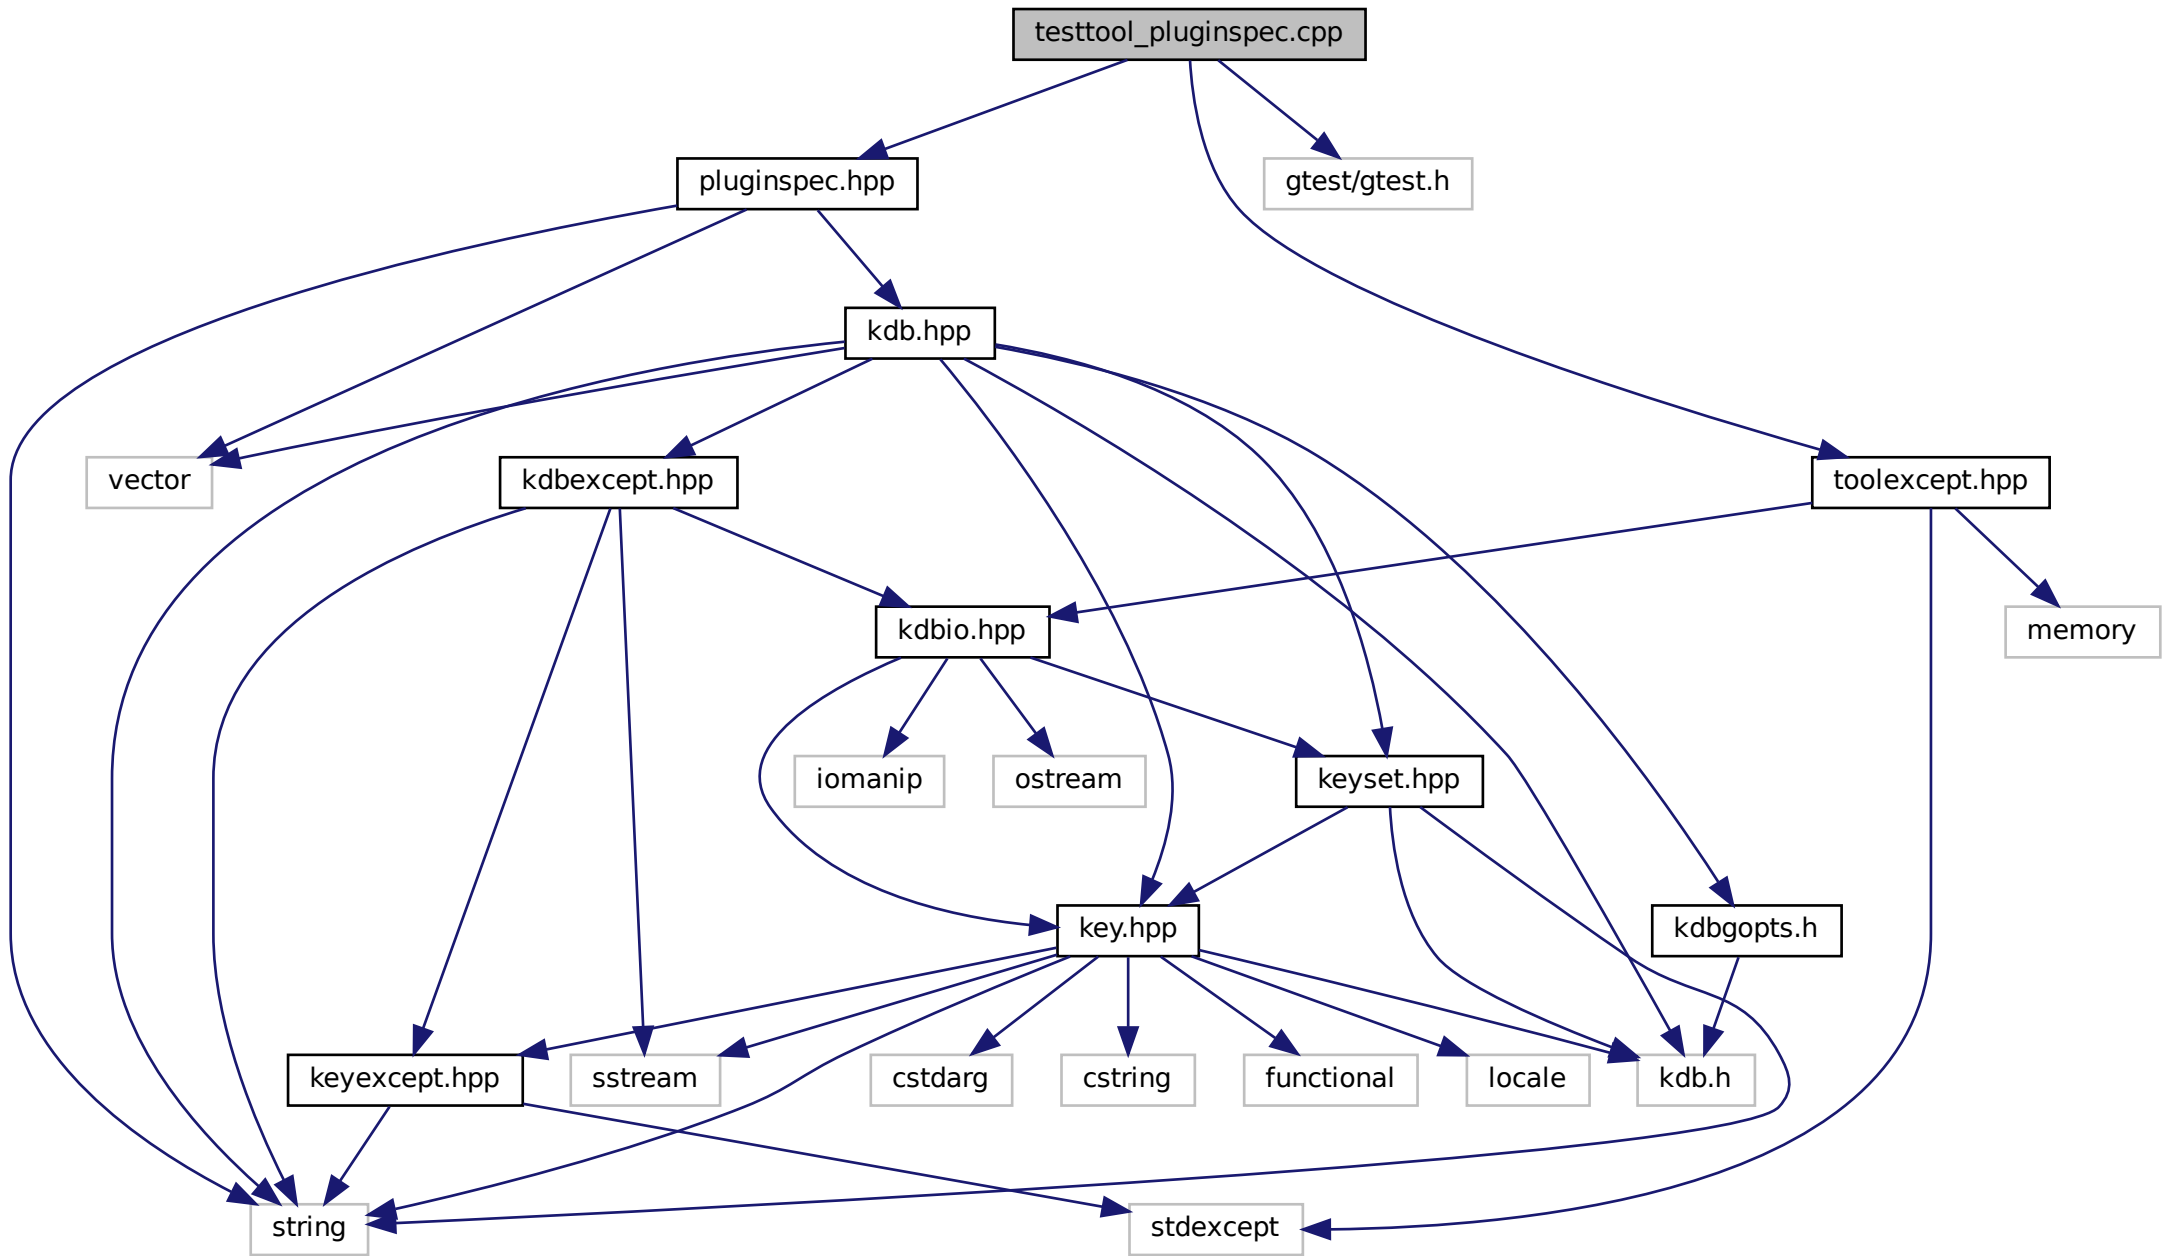 testtool_pluginspec.cpp
pluginspec.hpp
gtest/gtest.h
kdb.hpp
vector
kdbexcept.hpp
toolexcept.hpp
kdbio.hpp
memory
iomanip
ostream
keyset.hpp
key.hpp
kdbgopts.h
keyexcept.hpp
sstream
cstdarg
cstring
functional
locale
kdb.h
string
stdexcept